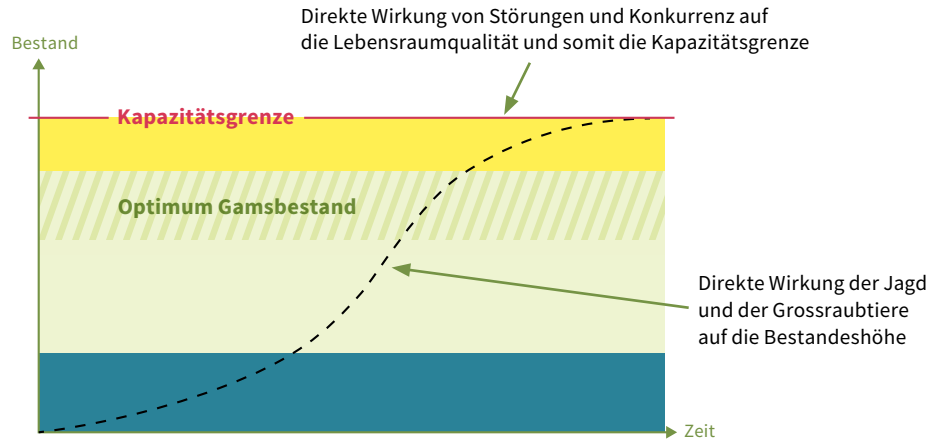 Direkte Wirkung von Störungen und Konkurrenz auf
die Lebensraumqualität und somit die Kapazitätsgrenze
Bestand
Kapazitätsgrenze
Optimum Gamsbestand
Direkte Wirkung der Jagd
und der Grossraubtiere
auf die Bestandeshöhe
Zeit